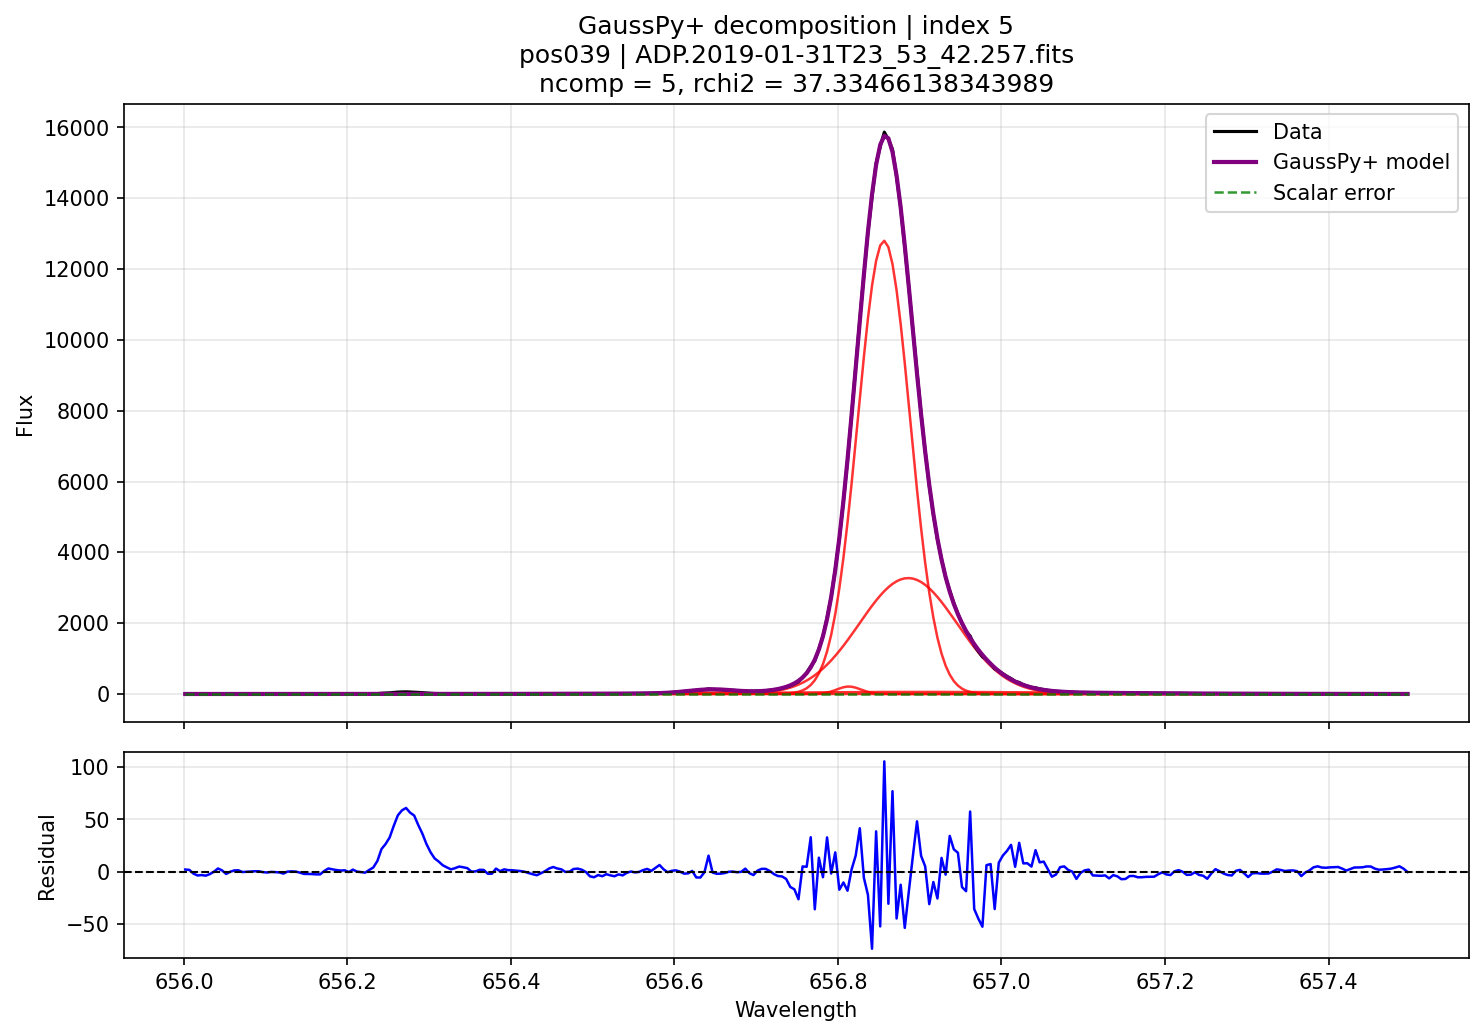 GaussPy+ decomposition | index 5
pos039 | ADP.2019-01-31T23_53_42.257.fits
ncomp = 5, rchi2 = 37.33466138343989
Data
GaussPy+ model
Scalar error
16000
14000
12000
10000
8000
6000
4000
2000
0
Flux
100
50
0
−50
Residual
656.0 656.2 656.4 656.6 656.8 657.0 657.2 657.4
Wavelength